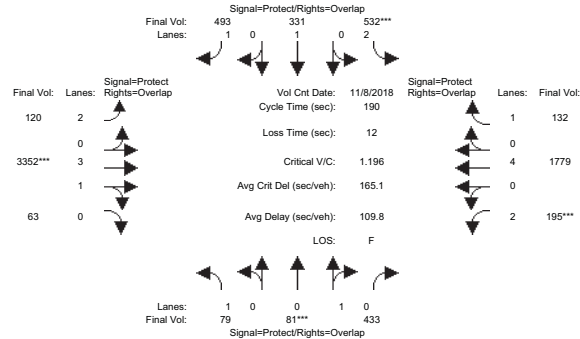 Signal=Protect/Rights=Overlap
Final Vol: 493 331 532***
Lanes: 1 0 1 0 2
Signal=Protect
Final Vol: Lanes: Rights=Overlap
Vol Cnt Date: 11/8/2018
Signal=Protect
Rights=Overlap Lanes: Final Vol:
Cycle Time (sec): 190
120 2
1 132
Loss Time (sec): 12
0
0
3352*** 3
Critical V/C: 1.196
4 1779
1
Avg Crit Del (sec/veh): 165.1
0
63 0
Avg Delay (sec/veh): 109.8
2 195***
LOS: F
Lanes: 1 0 0 1 0
Final Vol: 79 81*** 433
Signal=Protect/Rights=Overlap